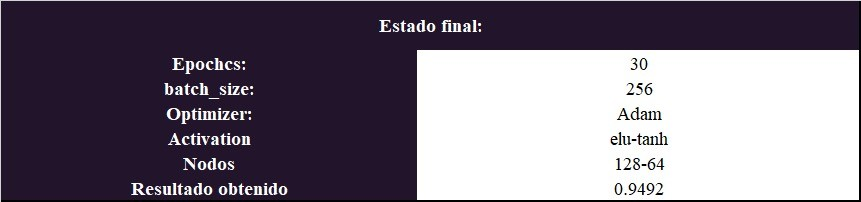 Estado final:
Epochcs: 30
batch_size: 256
Optimizer: Adam
Activation elu-tanh
Nodos 128-64
Resultado obtenido 0.9492